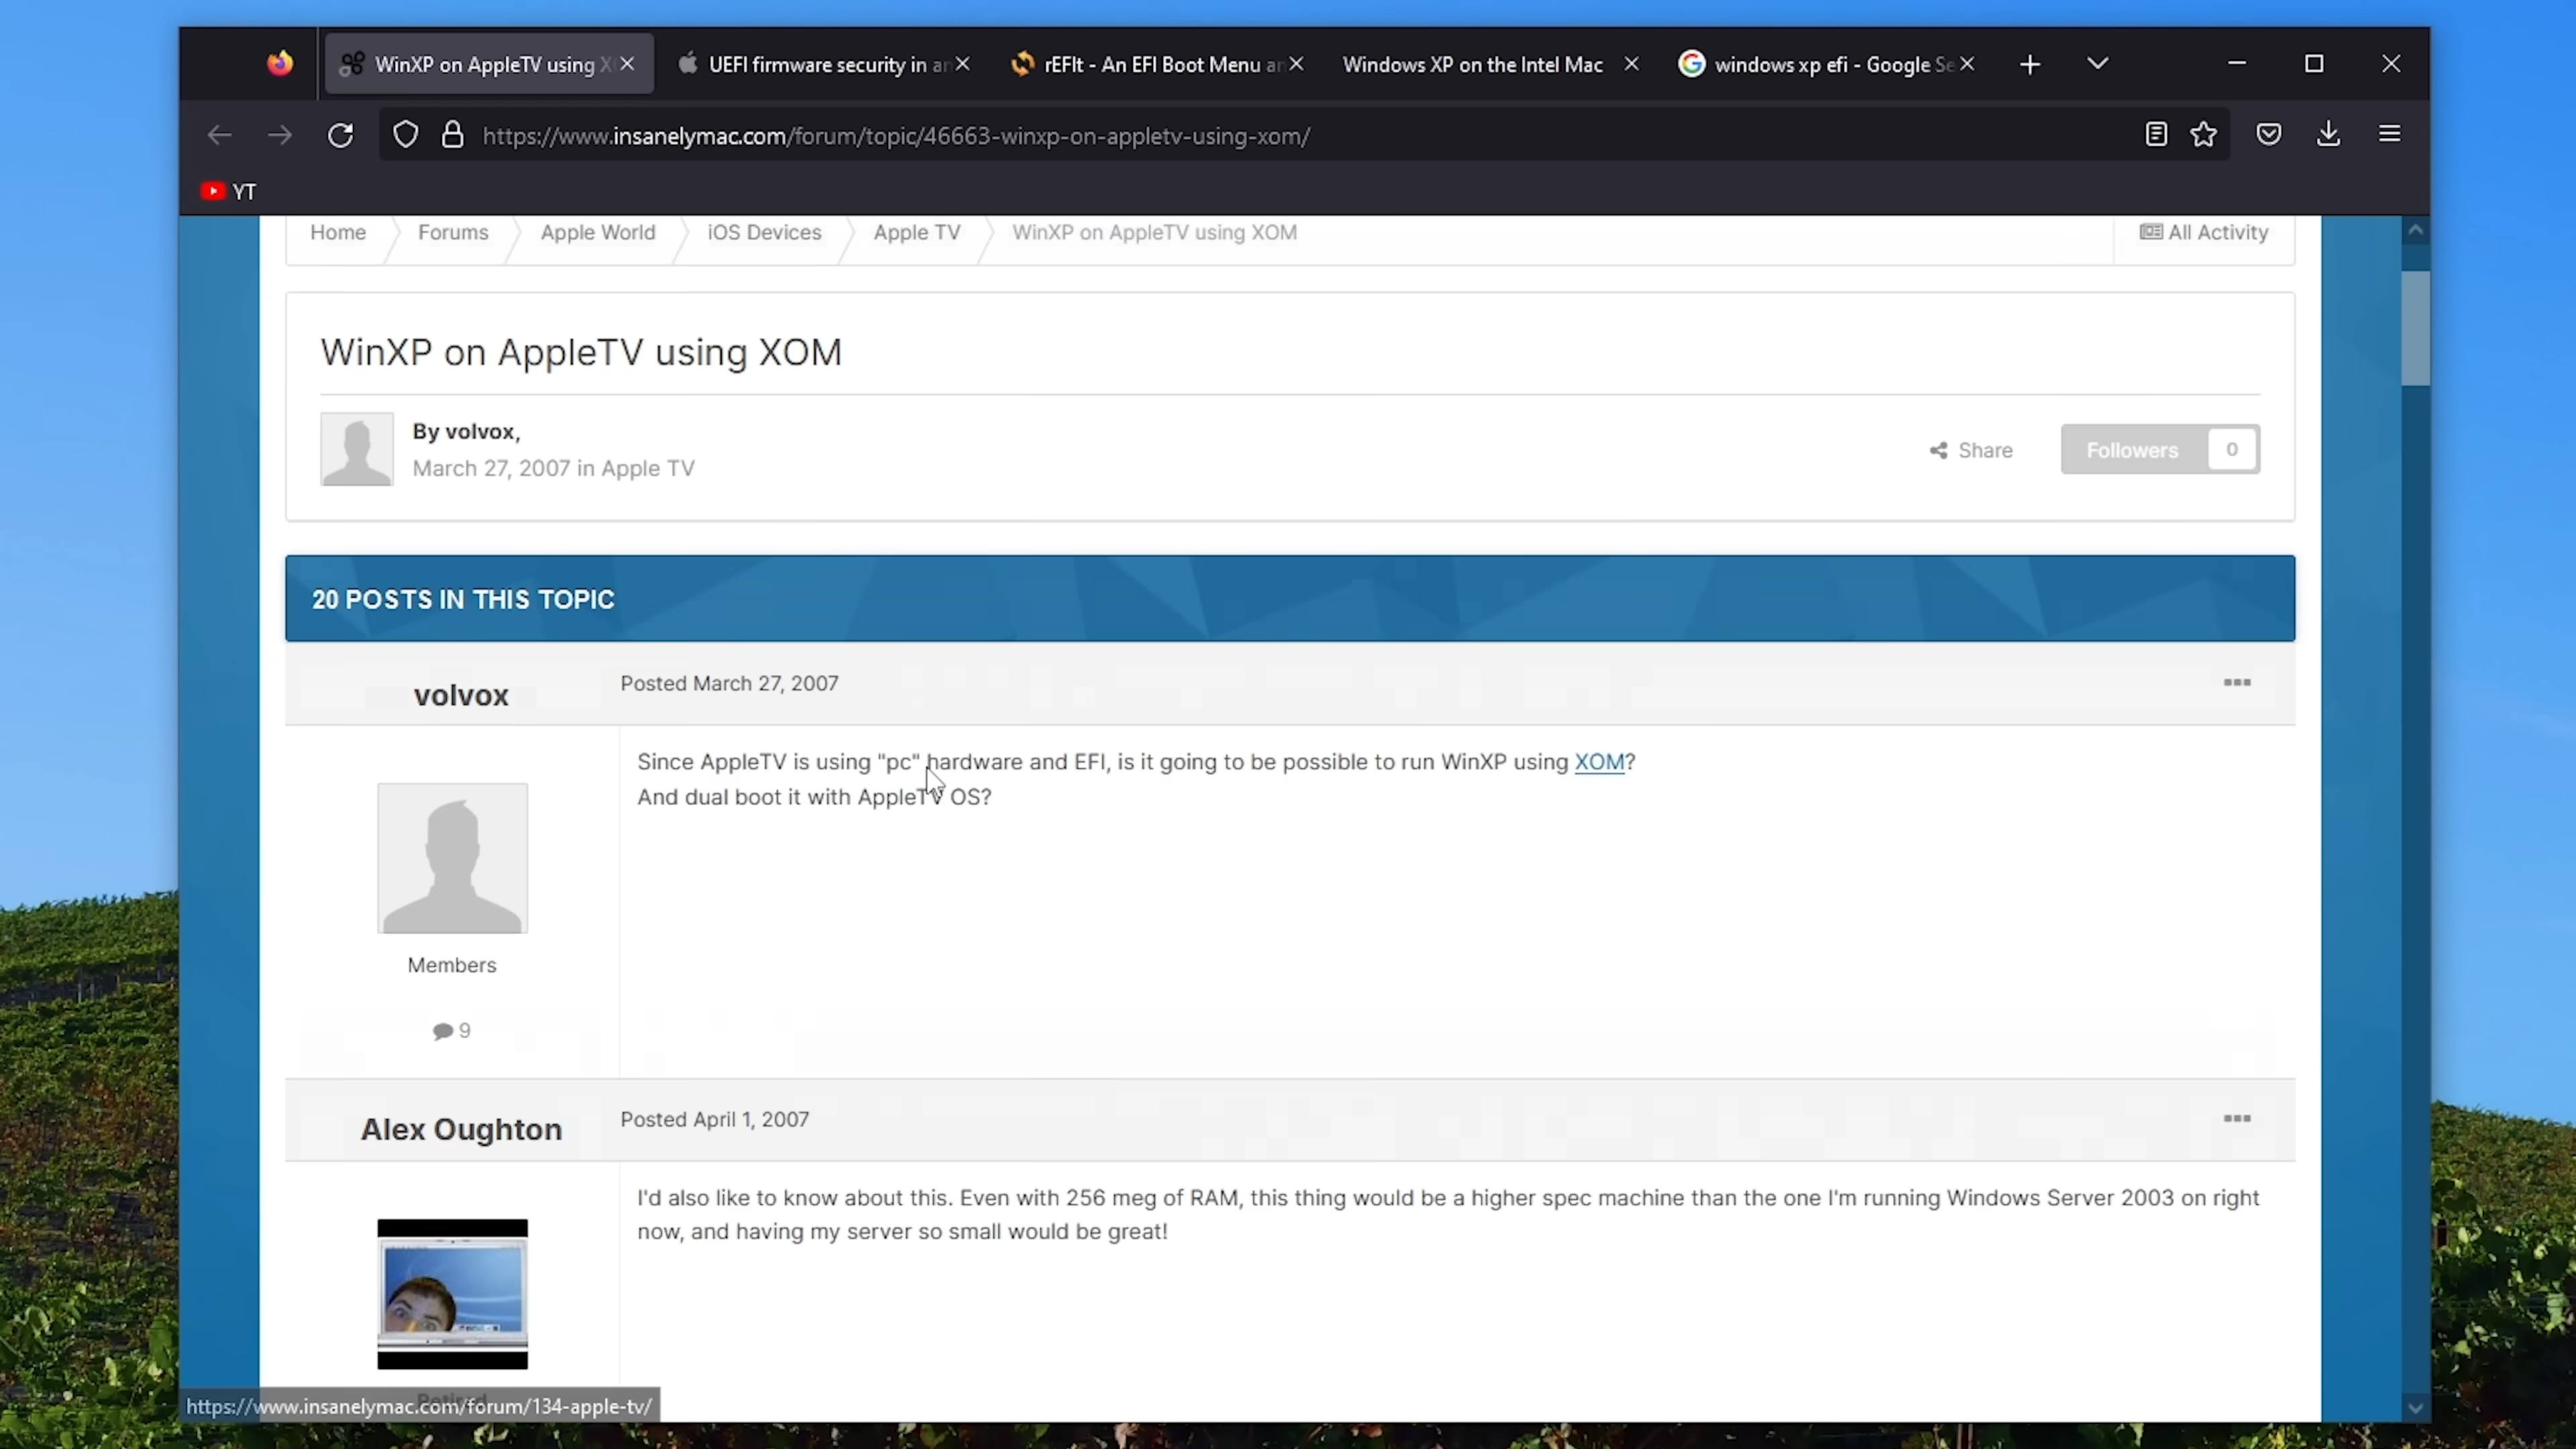 WinXP on AppleTV using X
UEFI firmware security in an
rEFIt - An EFI Boot Menu an
Windows XP on the Intel Mac
windows xp efi - Google Se
https://www.insanelymac.com/forum/topic/46663-winxp-on-appletv-using-xom/
YT
Home
Forums
Apple World
iOS Devices
Apple TV
WinXP on AppleTV using XOM
All Activity
WinXP on AppleTV using XOM
By volvox,
March 27, 2007 in Apple TV
Share
Followers 0
20 POSTS IN THIS TOPIC
volvox
Posted March 27, 2007
Since AppleTV is using "pc" hardware and EFI, is it going to be possible to run WinXP using XOM?
And dual boot it with AppleTV OS?
Members
9
Alex Oughton
Posted April 1, 2007
I'd also like to know about this. Even with 256 meg of RAM, this thing would be a higher spec machine than the one I'm running Windows Server 2003 on right
now, and having my server so small would be great!
Retired
https://www.insanelymac.com/forum/134-apple-tv/